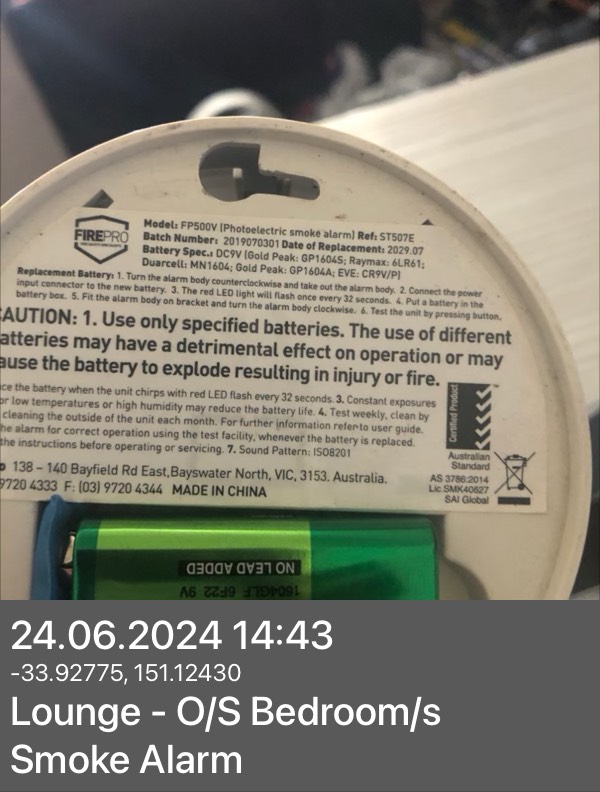 FIREPRO
Model: FP500V (Photoelectric smoke alarm) Ref: ST507E
Batch Number: 2019070301 Date of Replacement: 2029.07
Battery Spec.: DC9V (Gold Peak: GP1604S; Raymax: 6LR61;
Duarcell: MN1604; Gold Peak: GP1604A; EVE: CR9V/P)
Replacement Battery: 1. Turn the alarm body counterclockwise and take out the alarm body. 2. Connect the power
input connector to the new battery. 3. The red LED light will flash once every 32 seconds. 4. Put a battery in the
battery box. 5. Fit the alarm body on bracket and turn the alarm body clockwise. 6. Test the unit by pressing button.
CAUTION: 1. Use only specified batteries. The use of different
atteries may have a detrimental effect on operation or may
ause the battery to explode resulting in injury or fire.
ce the battery when the unit chirps with red LED flash every 32 seconds. 3. Constant exposures
or low temperatures or high humidity may reduce the battery life. 4. Test weekly, clean by
cleaning the outside of the unit each month. For further information refer to user guide.
he alarm for correct operation using the test facility, whenever the battery is replaced.
the instructions before operating or servicing. 7. Sound Pattern: ISO8201
Certified Product
Australian
Standard
AS 3786:2014
Lic.SMK40627
SAI Global
138 - 140 Bayfield Rd East,Bayswater North, VIC, 3153. Australia.
9720 4333 F: (03) 9720 4344 MADE IN CHINA
NO LEAD ADDED
1604GLF 6F22 9V
24.06.2024 14:43
-33.92775, 151.12430
Lounge - O/S Bedroom/s
Smoke Alarm